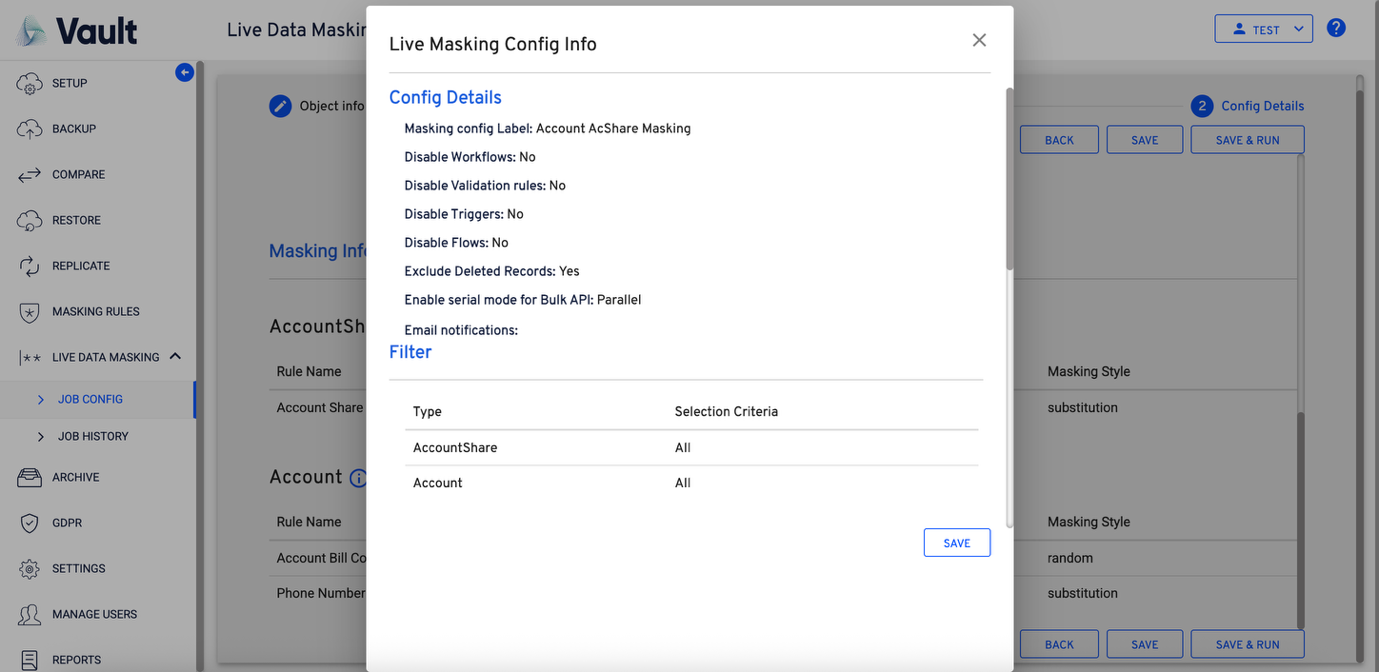 Vault
Live Data Maskin
TEST
?
SETUP
BACKUP
COMPARE
RESTORE
REPLICATE
MASKING RULES
LIVE DATA MASKING
JOB CONFIG
JOB HISTORY
ARCHIVE
GDPR
SETTINGS
MANAGE USERS
REPORTS
Object info
2 Config Details
BACK SAVE SAVE & RUN
Masking Info
AccountSh
Rule Name Masking Style
Account Share substitution
Account i
Rule Name Masking Style
Account Bill Co random
Phone Number substitution
BACK SAVE SAVE & RUN
Live Masking Config Info
Config Details
Masking config Label: Account AcShare Masking
Disable Workflows: No
Disable Validation rules: No
Disable Triggers: No
Disable Flows: No
Exclude Deleted Records: Yes
Enable serial mode for Bulk API: Parallel
Email notifications:
Filter
Type Selection Criteria
AccountShare All
Account All
SAVE